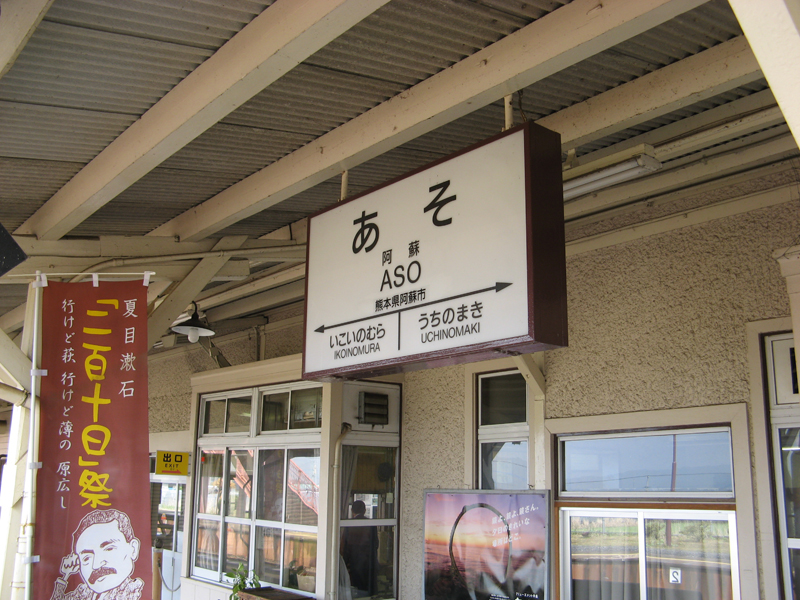 あそ
阿蘇
ASO
熊本県阿蘇市
いこいのむら
IKOINOMURA
うちのまき
UCHINOMAKI
夏目漱石
「二百十日」祭
行けど萩 行けど薄の 原広し
出口
EXIT
2